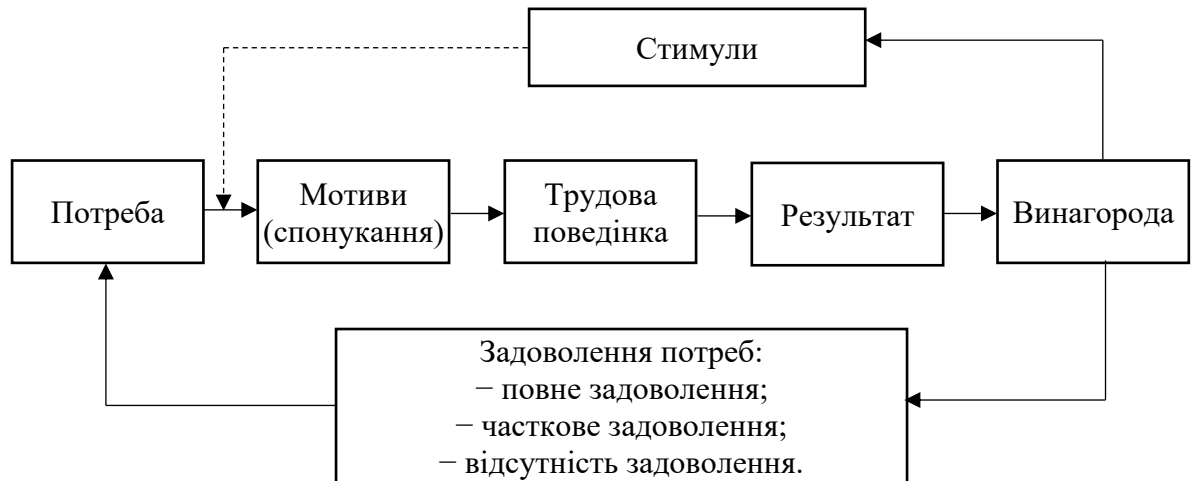 Стимули
Потреба
Мотиви
(спонукання)
Трудова
поведінка
Результат
Винагорода
Задоволення потреб:
− повне задоволення;
− часткове задоволення;
− відсутність задоволення.